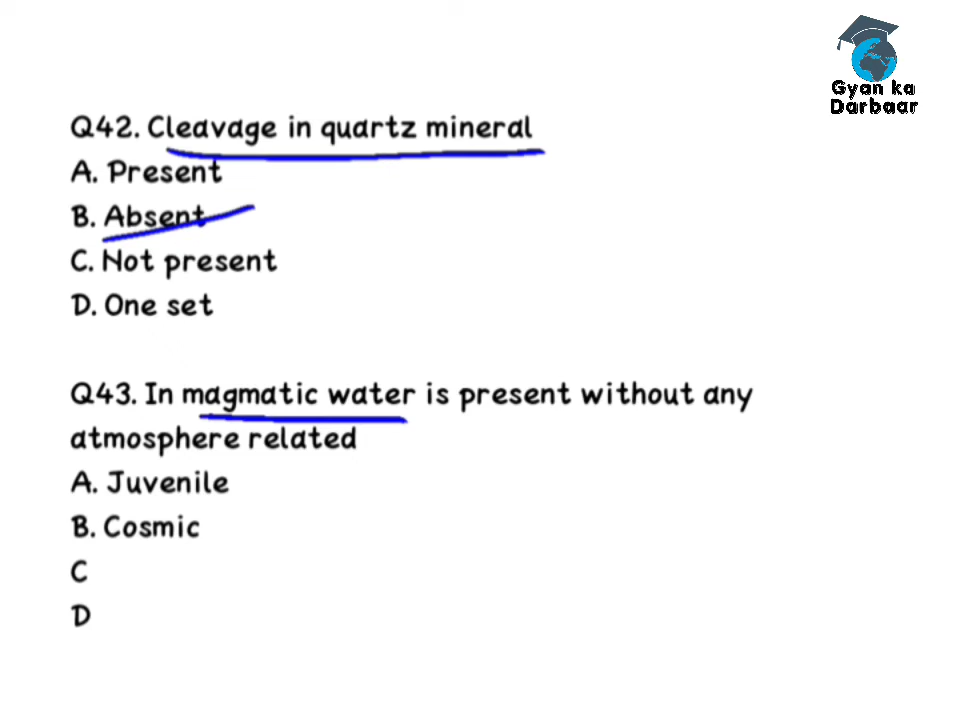 Gyan ka
Darbaar
Q42. Cleavage in quartz mineral
A. Present
B. Absent
C. Not present
D. One set
Q43. In magmatic water is present without any
atmosphere related
A. Juvenile
B. Cosmic
C
D